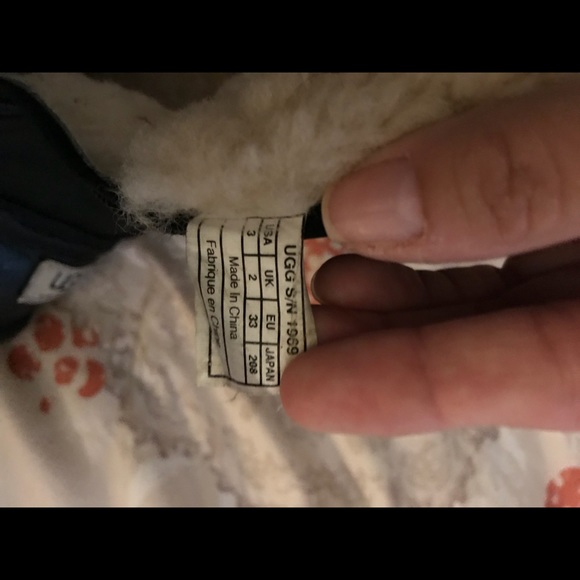 UGG S/N 1969
USA UK EU JAPAN
3 2 33 208
Made In China
Fabrique en Chine